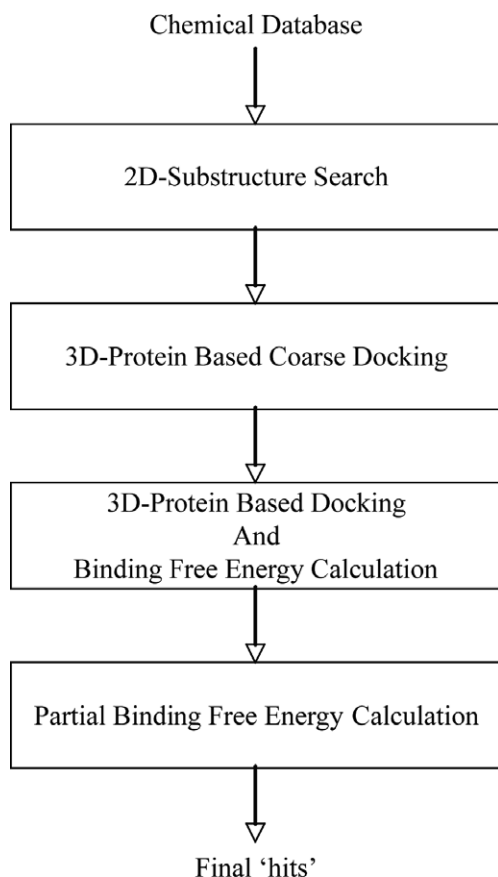 Chemical Database
2D-Substructure Search
3D-Protein Based Coarse Docking
3D-Protein Based Docking
And
Binding Free Energy Calculation
Partial Binding Free Energy Calculation
Final ‘hits’